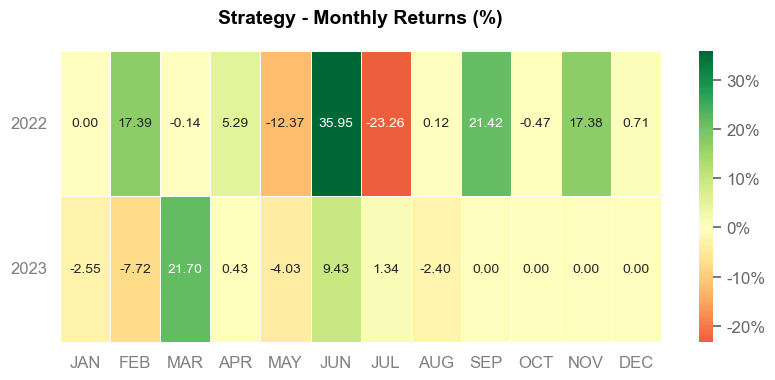 Strategy - Monthly Returns (%)
2022 0.00 17.39 -0.14 5.29 -12.37 35.95 -23.26 0.12 21.42 -0.47 17.38 0.71
2023 -2.55 -7.72 21.70 0.43 -4.03 9.43 1.34 -2.40 0.00 0.00 0.00 0.00
JAN FEB MAR APR MAY JUN JUL AUG SEP OCT NOV DEC
30%
20%
10%
0%
-10%
-20%